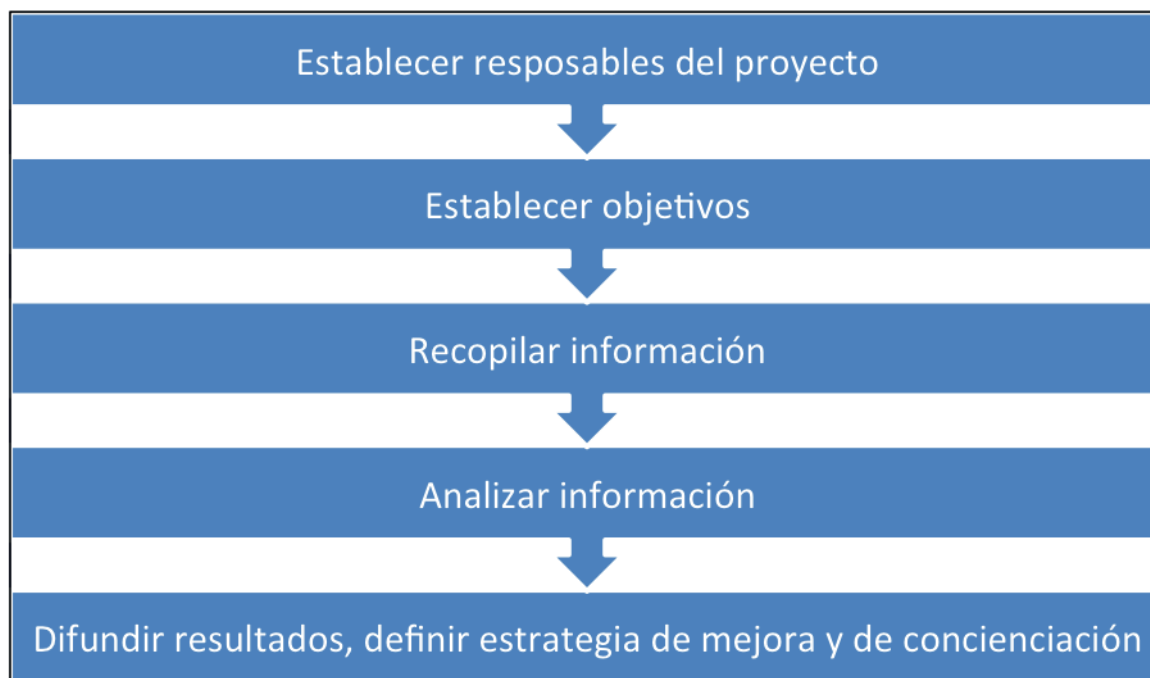 Establecer resposables del proyecto
Establecer objetivos
Recopilar información
Analizar información
Difundir resultados, definir estrategia de mejora y de concienciación